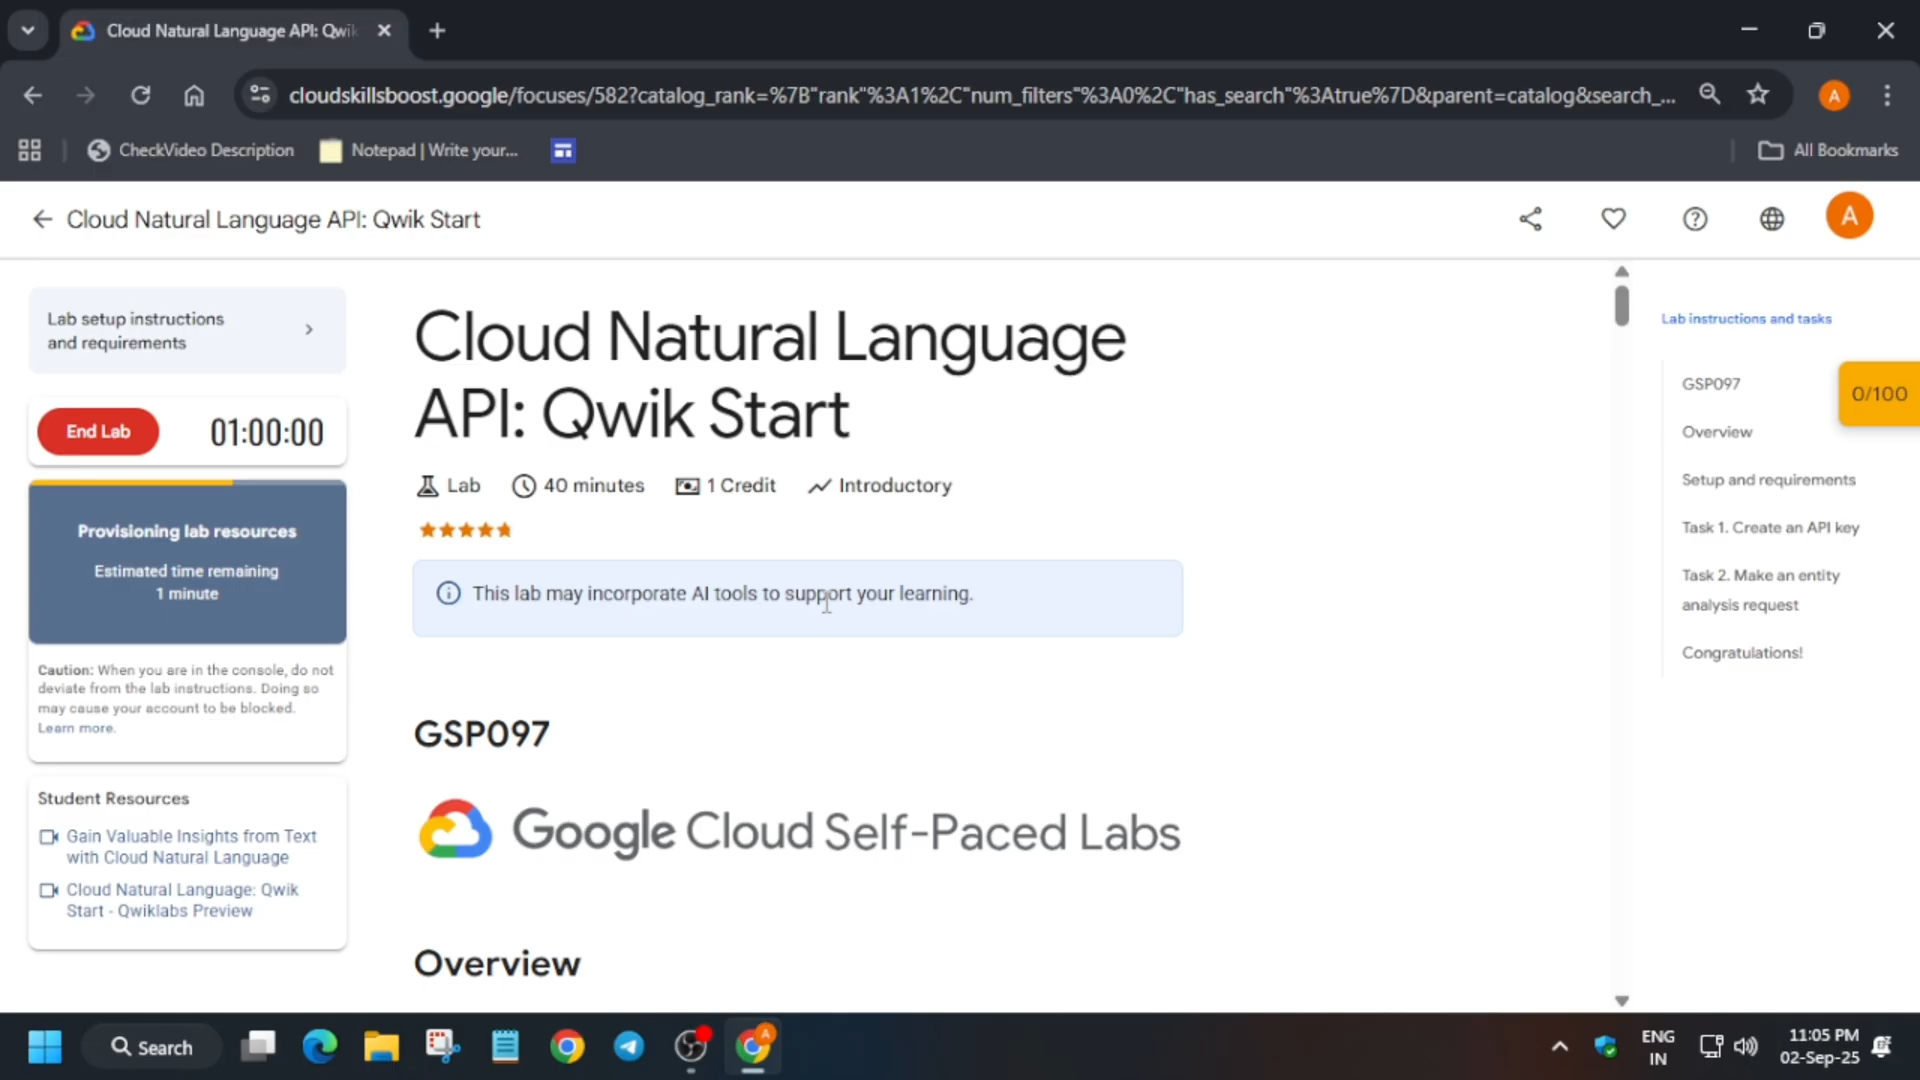 Cloud Natural Language API: Qwik
cloudskillsboost.google/focuses/582?catalog_rank=%7B"rank"%3A1%2C"num_filters"%3A0%2C"has_search"%3Atrue%7D&parent=catalog&search_...
A
CheckVideo Description
Notepad | Write your...
All Bookmarks
Cloud Natural Language API: Qwik Start
A
Lab setup instructions
and requirements
End Lab
01:00:00
Provisioning lab resources
Estimated time remaining
1 minute
Caution: When you are in the console, do not
deviate from the lab instructions. Doing so
may cause your account to be blocked.
Learn more.
Student Resources
Gain Valuable Insights from Text
with Cloud Natural Language
Cloud Natural Language: Qwik
Start - Qwiklabs Preview
Cloud Natural Language
API: Qwik Start
Lab
40 minutes
1 Credit
Introductory
This lab may incorporate AI tools to support your learning.
GSP097
Google Cloud Self-Paced Labs
Overview
Lab instructions and tasks
GSP097
0/100
Overview
Setup and requirements
Task 1. Create an API key
Task 2. Make an entity
analysis request
Congratulations!
Search
A
ENG
IN
11:05 PM
02-Sep-25